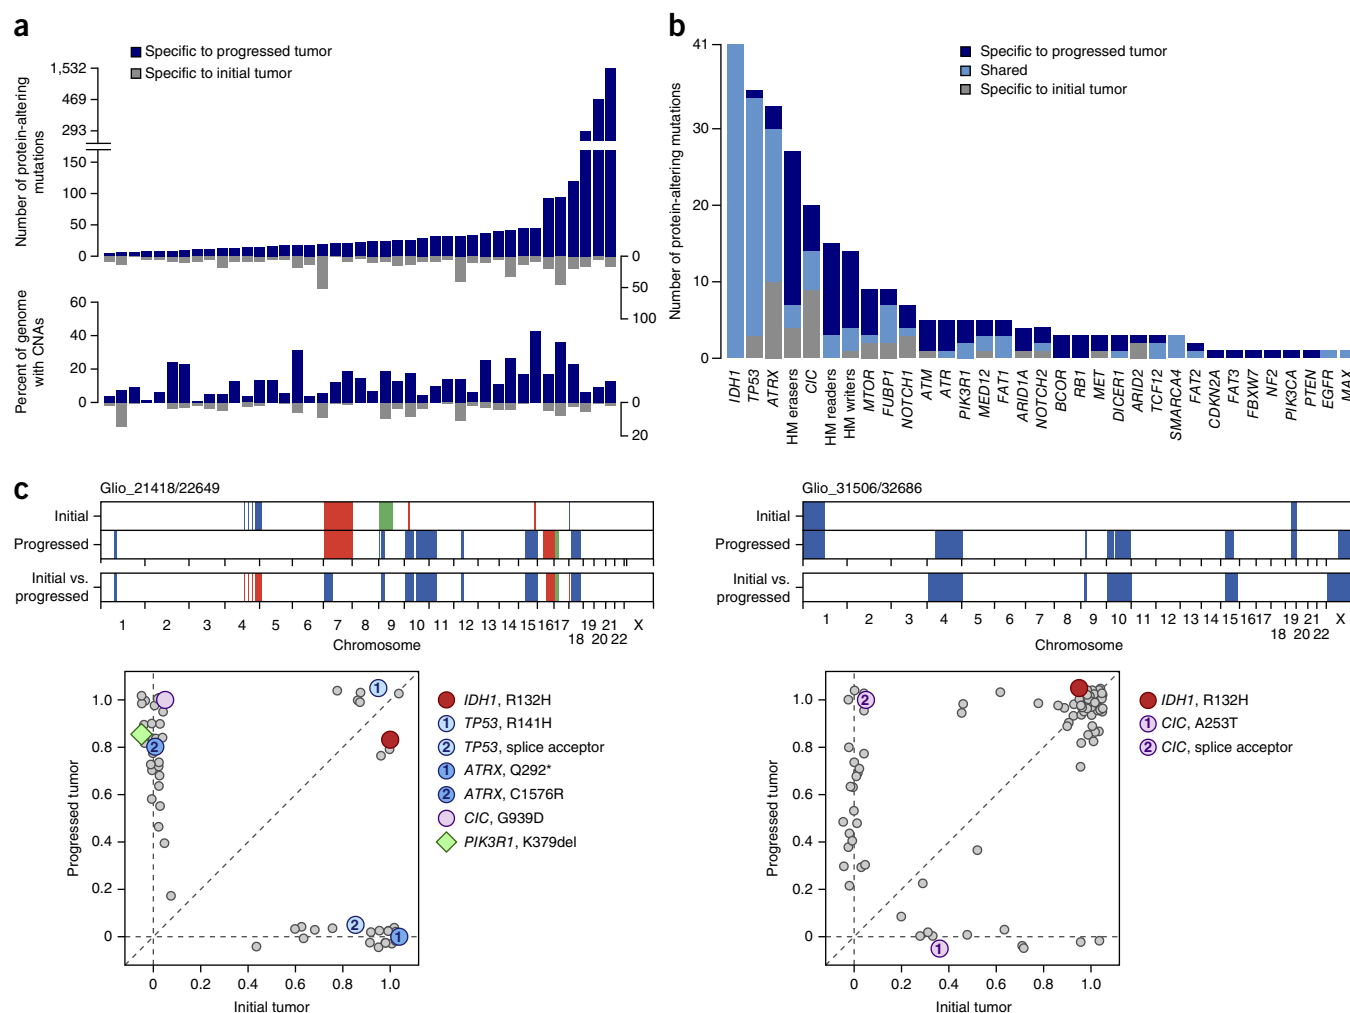 a
Specific to progressed tumor
Specific to initial tumor
Number of protein-altering
mutations
1,532
469
293
150
100
50
0
0
50
100
Percent of genome
with CNAs
60
40
20
0
0
20
b
Specific to progressed tumor
Shared
Specific to initial tumor
Number of protein-altering mutations
41
30
20
10
0
IDH1
TP53
ATRX
HM erasers
CIC
HM readers
HM writers
MTOR
FUBP1
NOTCH1
ATM
ATR
PIK3R1
MED12
FAT1
ARID1A
NOTCH2
BCOR
RB1
MET
DICER1
ARID2
TCF12
SMARCA4
FAT2
CDKN2A
FAT3
FBXW7
NF2
PIK3CA
PTEN
EGFR
MAX
c
Glio_21418/22649
Initial
Progressed
Initial vs.
progressed
1 2 3 4 5 6 7 8 9 10 11 12 13 14 15 16 17 18 19 20 21 22 X
Chromosome
Progressed tumor
1.0
0.8
0.6
0.4
0.2
0
0 0.2 0.4 0.6 0.8 1.0
Initial tumor
1
2
2
1
IDH1, R132H
1 TP53, R141H
2 TP53, splice acceptor
1 ATRX, Q292*
2 ATRX, C1576R
CIC, G939D
PIK3R1, K379del
Glio_31506/32686
Initial
Progressed
Initial vs.
progressed
1 2 3 4 5 6 7 8 9 10 11 12 13 14 15 16 17 18 19 20 21 22 X
Chromosome
Progressed tumor
1.0
0.8
0.6
0.4
0.2
0
0 0.2 0.4 0.6 0.8 1.0
Initial tumor
2
1
IDH1, R132H
1 CIC, A253T
2 CIC, splice acceptor